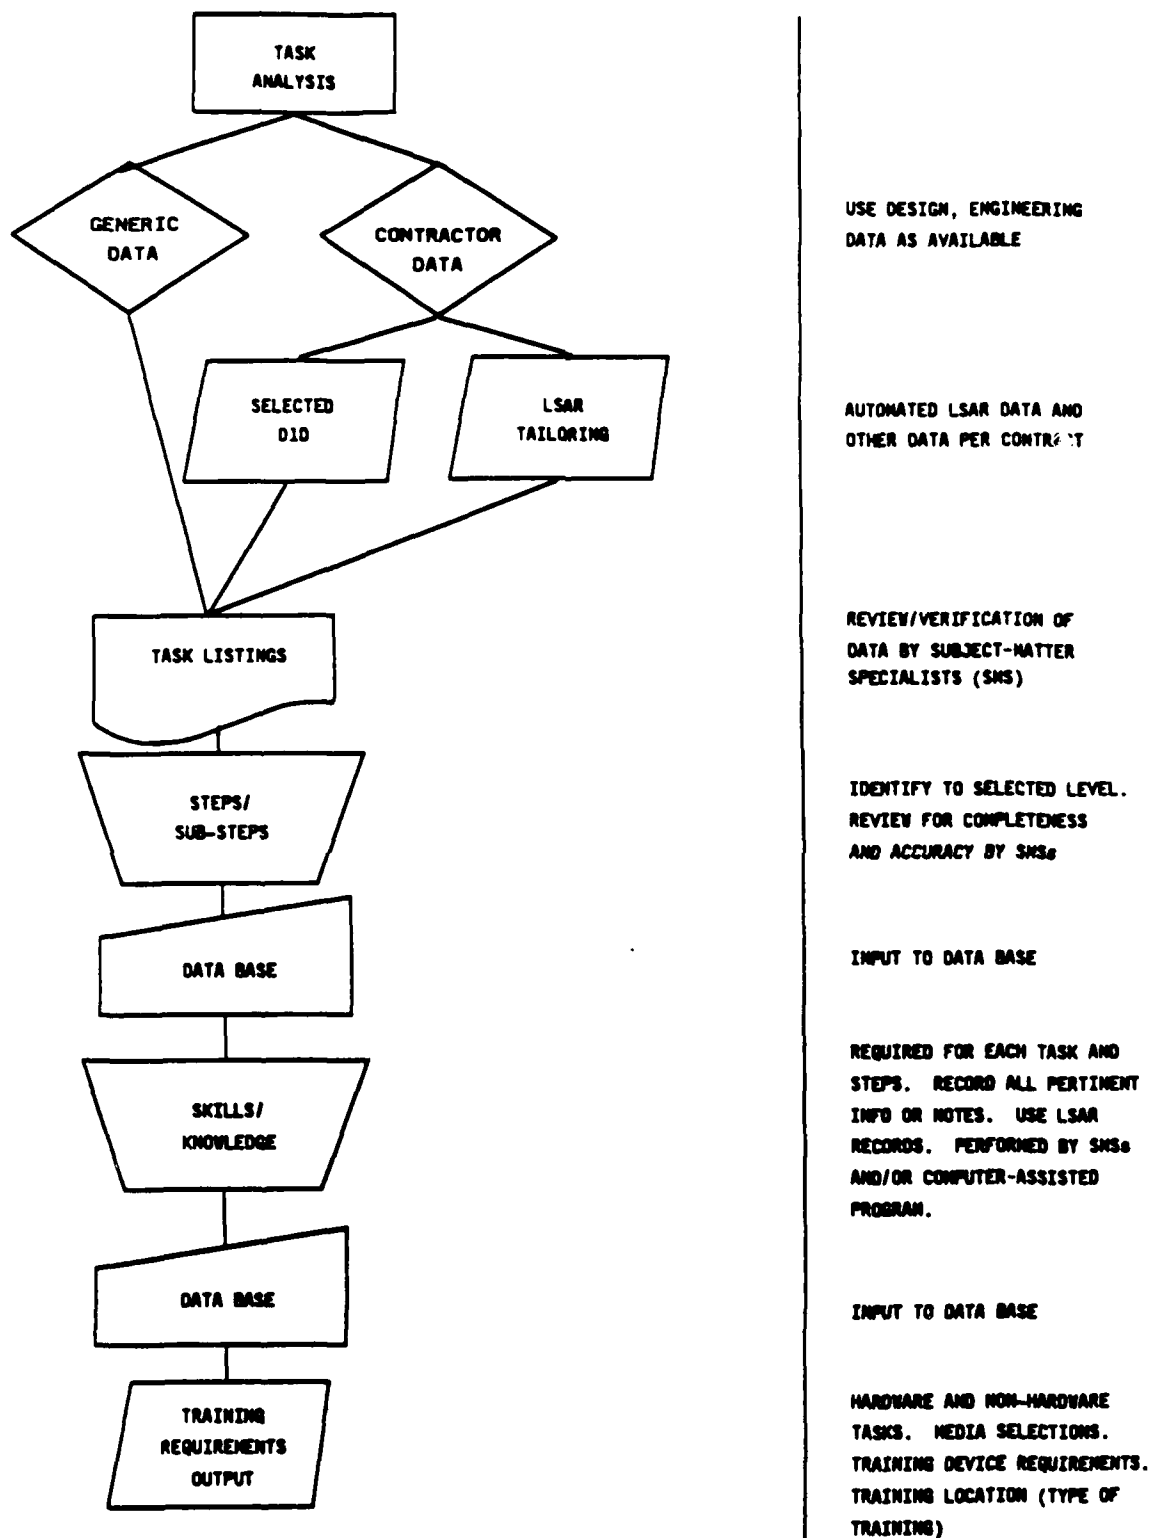 TASK
ANALYSIS
GENERIC
DATA
CONTRACTOR
DATA
USE DESIGN, ENGINEERING
DATA AS AVAILABLE
SELECTED
DID
LSAR
TAILORING
AUTOMATED LSAR DATA AND
OTHER DATA PER CONTRACT
TASK LISTINGS
REVIEW/VERIFICATION OF
DATA BY SUBJECT-MATTER
SPECIALISTS (SMS)
STEPS/
SUB-STEPS
IDENTIFY TO SELECTED LEVEL.
REVIEW FOR COMPLETENESS
AND ACCURACY BY SMSs
DATA BASE
INPUT TO DATA BASE
SKILLS/
KNOWLEDGE
REQUIRED FOR EACH TASK AND
STEPS. RECORD ALL PERTINENT
INFO OR NOTES. USE LSAR
RECORDS. PERFORMED BY SMSs
AND/OR COMPUTER-ASSISTED
PROGRAM.
DATA BASE
INPUT TO DATA BASE
TRAINING
REQUIREMENTS
OUTPUT
HARDWARE AND NON-HARDWARE
TASKS. MEDIA SELECTIONS.
TRAINING DEVICE REQUIREMENTS.
TRAINING LOCATION (TYPE OF
TRAINING)